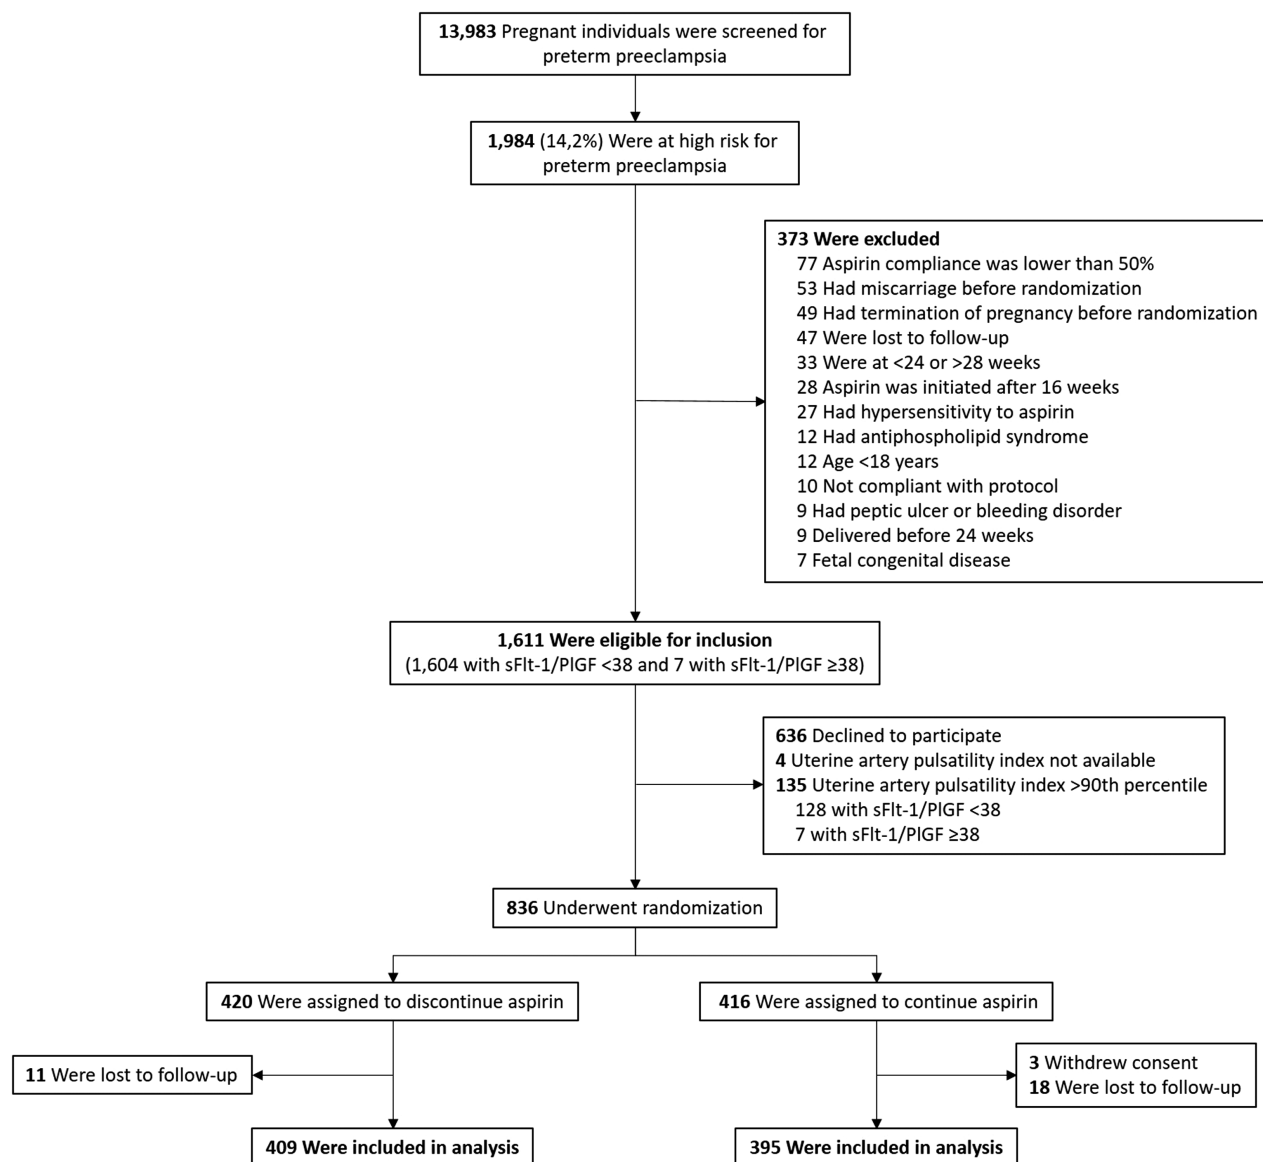 13,983 Pregnant individuals were screened for
preterm preeclampsia
1,984 (14,2%) Were at high risk for
preterm preeclampsia
373 Were excluded
77 Aspirin compliance was lower than 50%
53 Had miscarriage before randomization
49 Had termination of pregnancy before randomization
47 Were lost to follow-up
33 Were at <24 or >28 weeks
28 Aspirin was initiated after 16 weeks
27 Had hypersensitivity to aspirin
12 Had antiphospholipid syndrome
12 Age <18 years
10 Not compliant with protocol
9 Had peptic ulcer or bleeding disorder
9 Delivered before 24 weeks
7 Fetal congenital disease
1,611 Were eligible for inclusion
(1,604 with sFlt-1/PlGF <38 and 7 with sFlt-1/PlGF ≥38)
636 Declined to participate
4 Uterine artery pulsatility index not available
135 Uterine artery pulsatility index >90th percentile
128 with sFlt-1/PlGF <38
7 with sFlt-1/PlGF ≥38
836 Underwent randomization
420 Were assigned to discontinue aspirin
416 Were assigned to continue aspirin
11 Were lost to follow-up
3 Withdrew consent
18 Were lost to follow-up
409 Were included in analysis
395 Were included in analysis